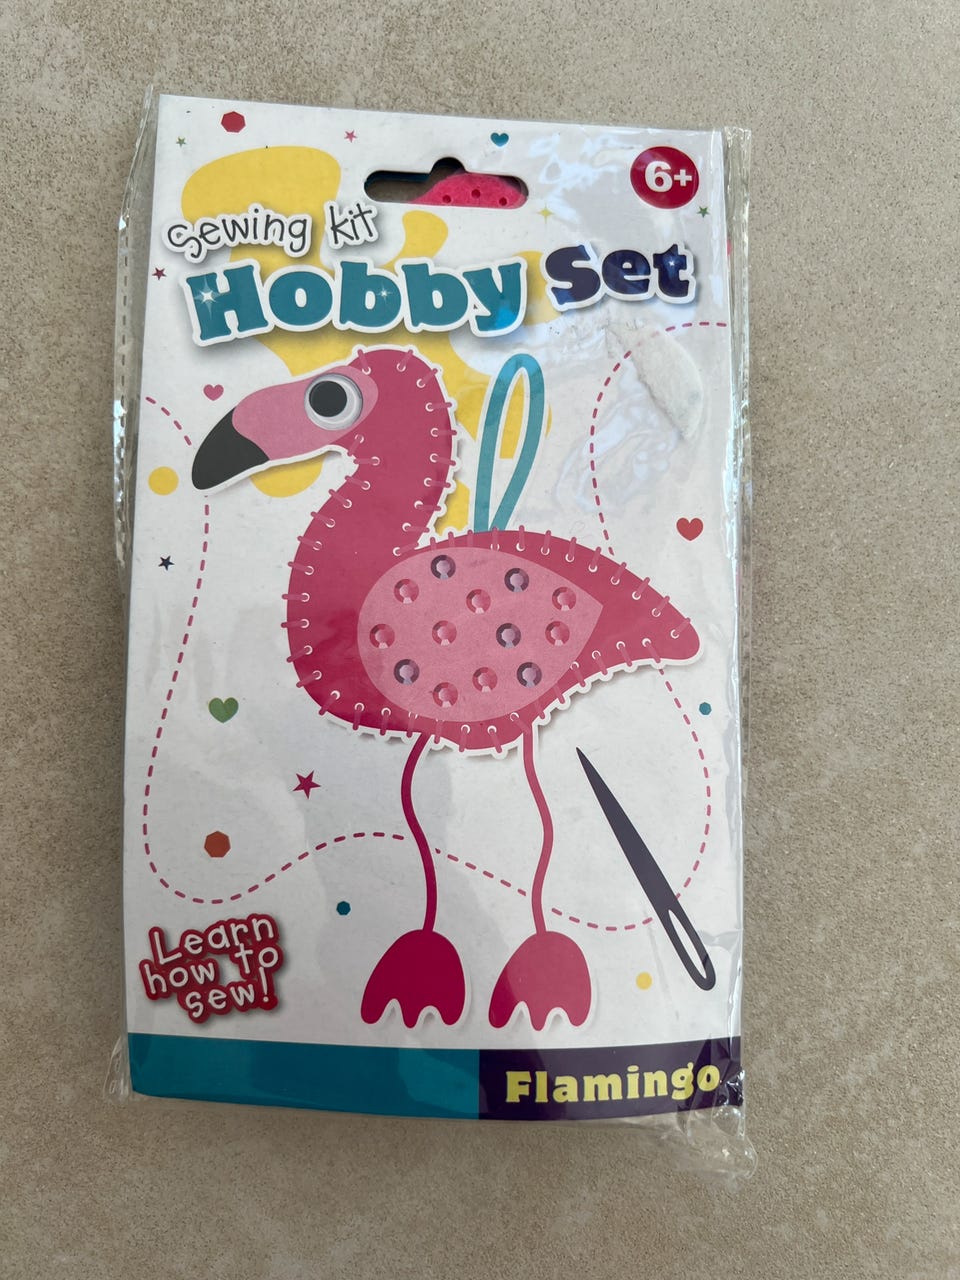 6+
Sewing kit
Hobby Set
Learn
how to
sew!
Flamingo